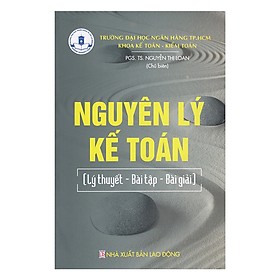 TRƯỜNG ĐẠI HỌC NGÂN HÀNG TP.HCM
KHOA KẾ TOÁN - KIỂM TOÁN
PGS. TS. NGUYỄN THỊ LOAN
(Chủ biên)
NGUYÊN LÝ
KẾ TOÁN
(Lý thuyết - Bài tập - Bài giải)
NHÀ XUẤT BẢN LAO ĐỘNG